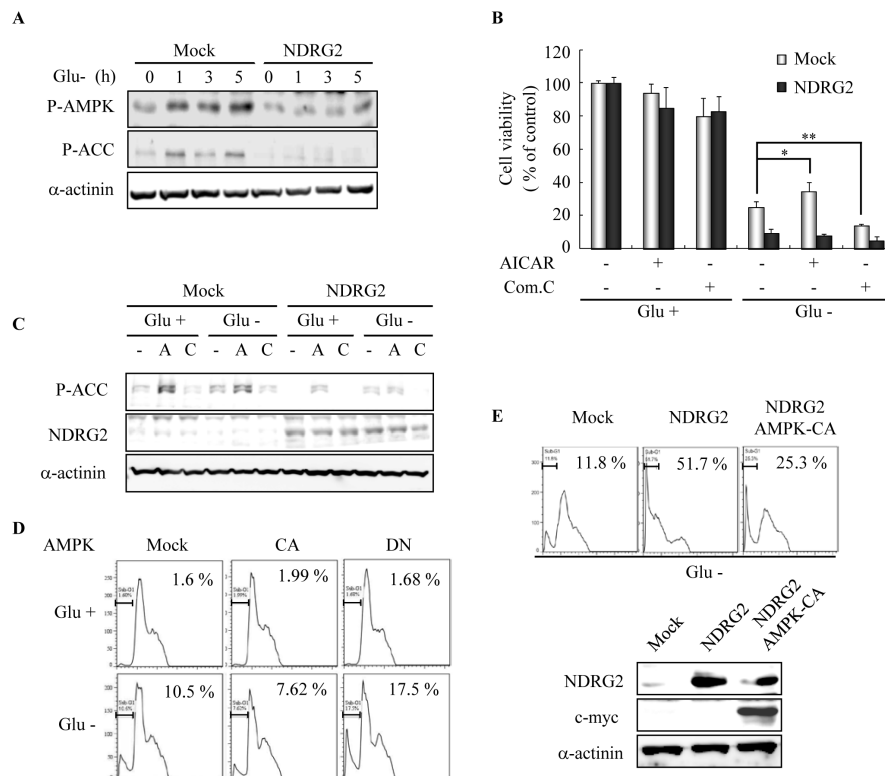 A
Mock NDRG2
Glu- (h) 0 1 3 5 0 1 3 5
P-AMPK
P-ACC
α-actinin
B
Mock
NDRG2
Cell viability
( % of control)
120
100
80
60
40
20
0
**
*
AICAR - + - - + -
Com.C - - + - - +
Glu + Glu -
C
Mock NDRG2
Glu + Glu - Glu + Glu -
- A C - A C - A C - A C
P-ACC
NDRG2
α-actinin
D
AMPK Mock CA DN
Glu +
1.6 % 1.99 % 1.68 %
Glu -
10.5 % 7.62 % 17.5 %
E
Mock NDRG2 NDRG2
AMPK-CA
11.8 % 51.7 % 25.3 %
Glu -
Mock NDRG2 NDRG2
AMPK-CA
NDRG2
c-myc
α-actinin